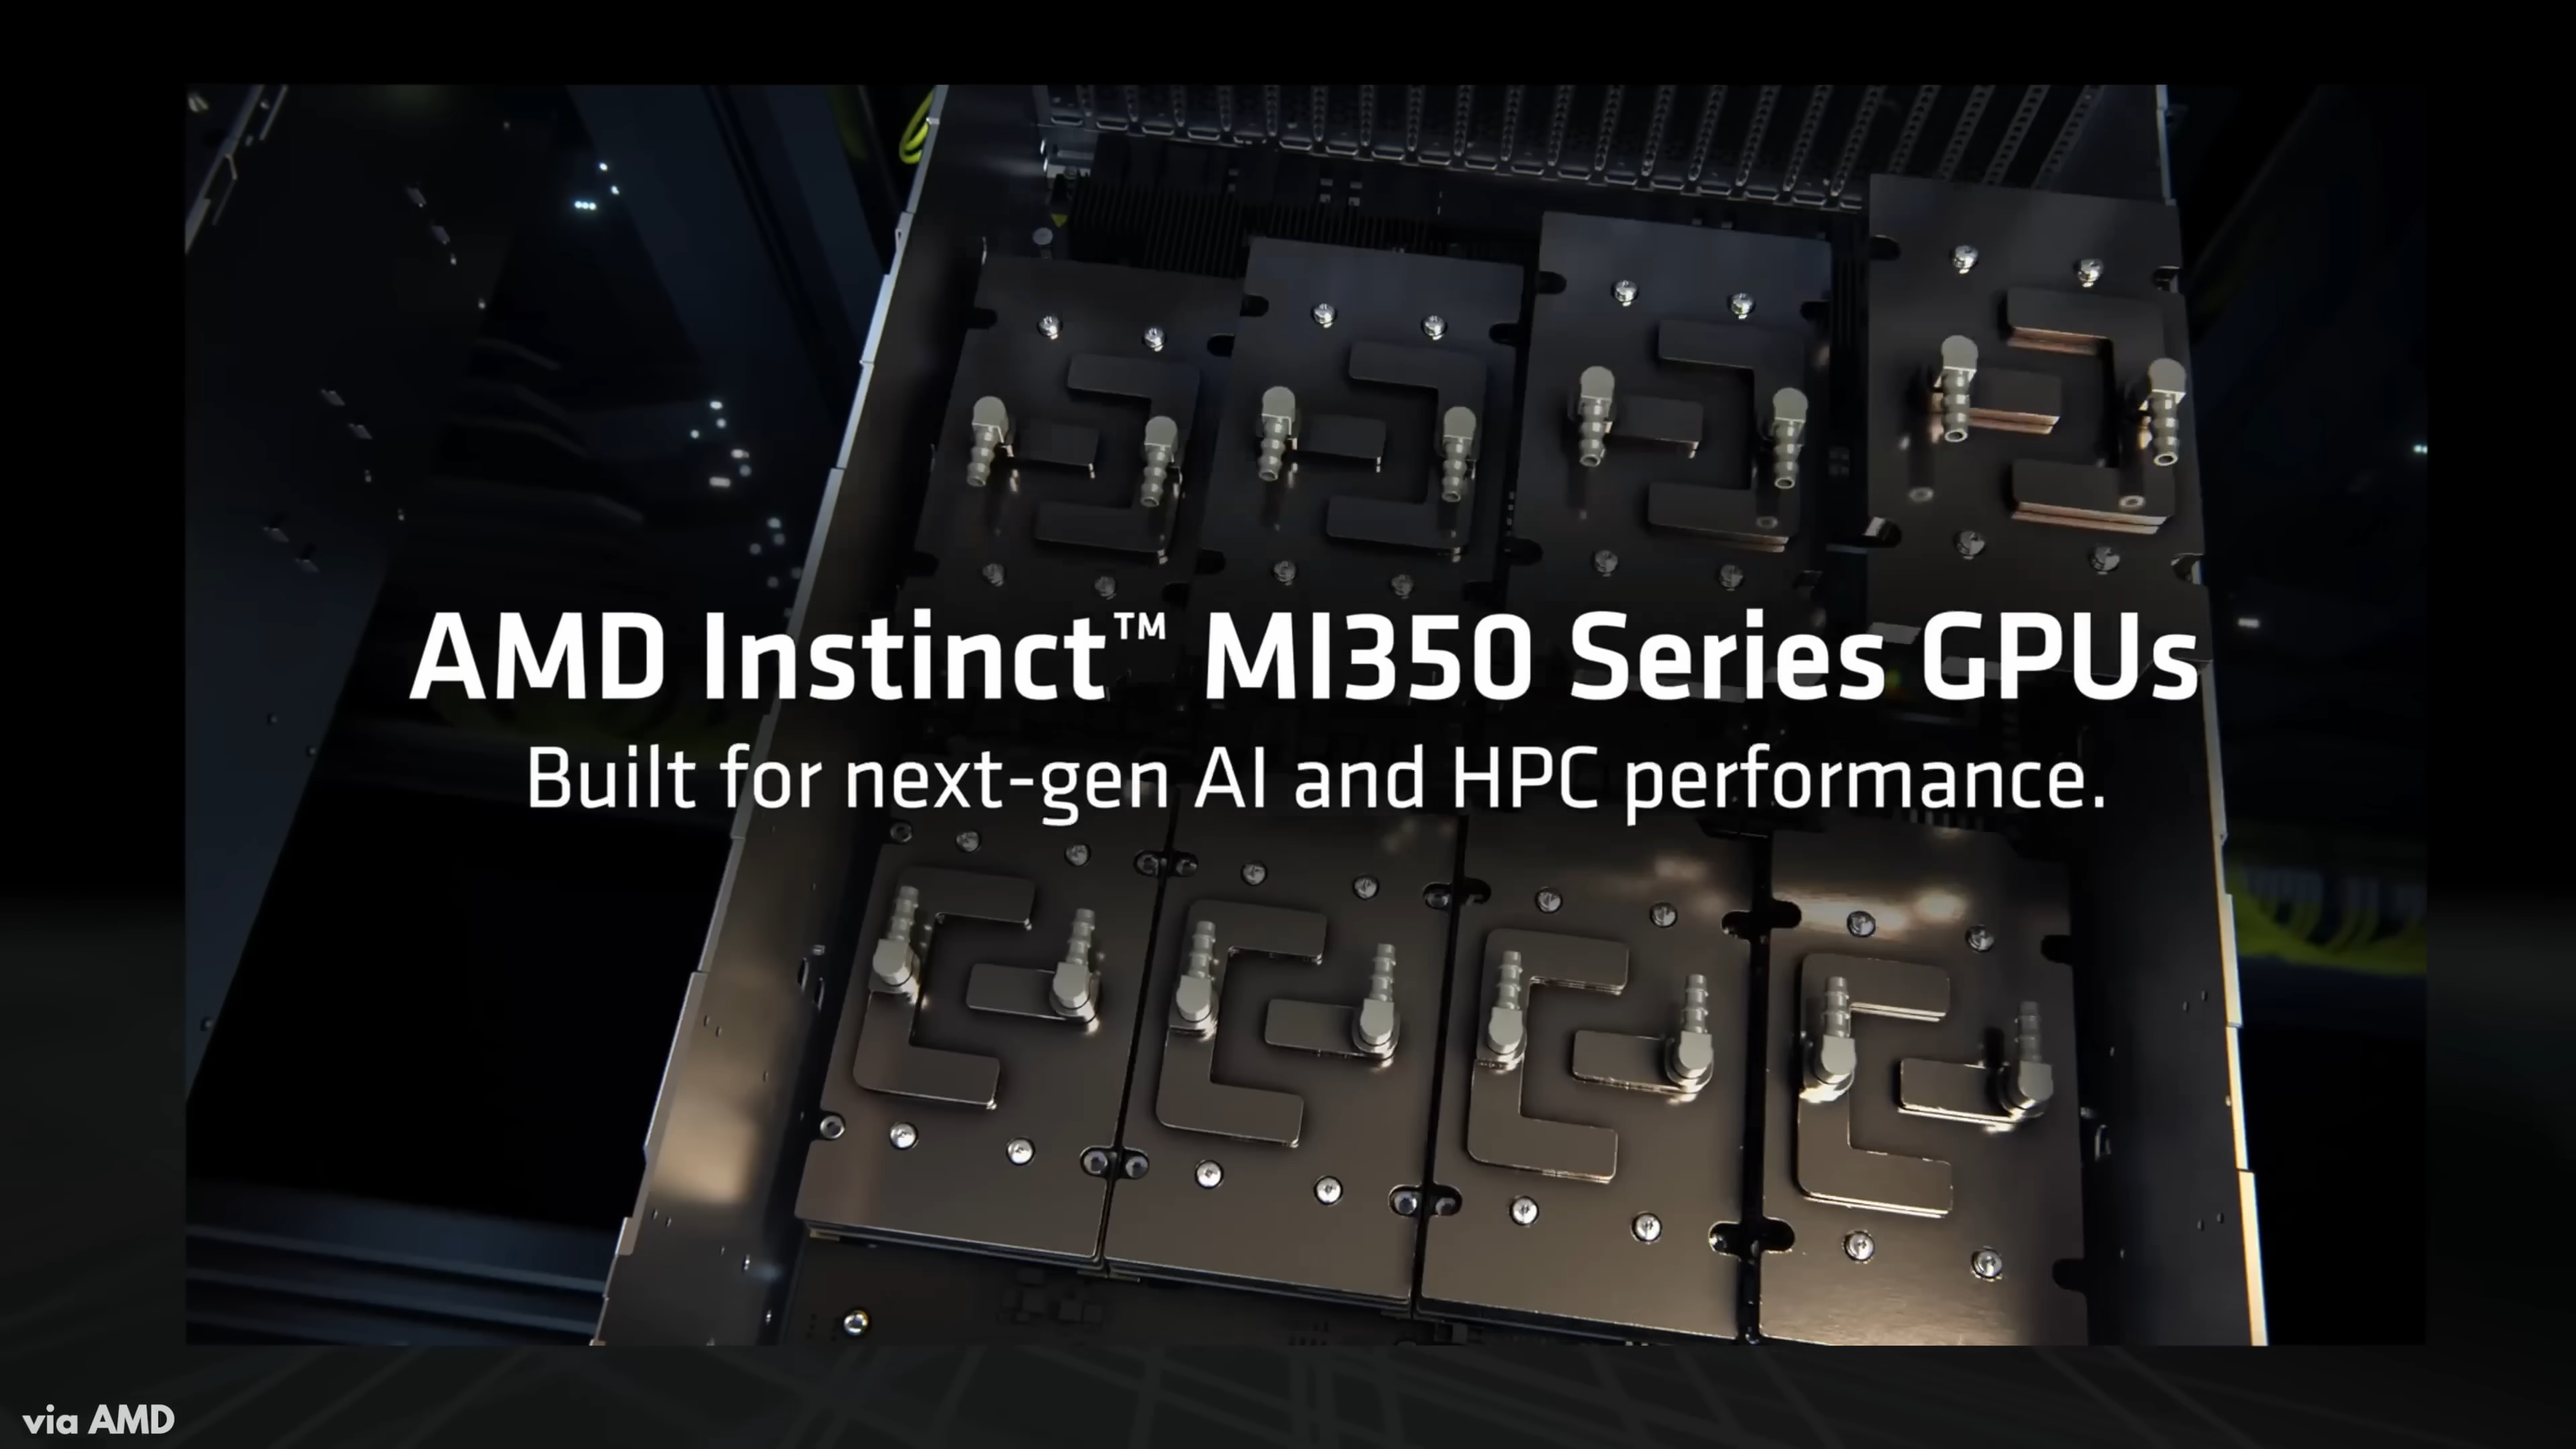 AMD Instinct™ MI350 Series GPUs
Built for next-gen AI and HPC performance.
via AMD